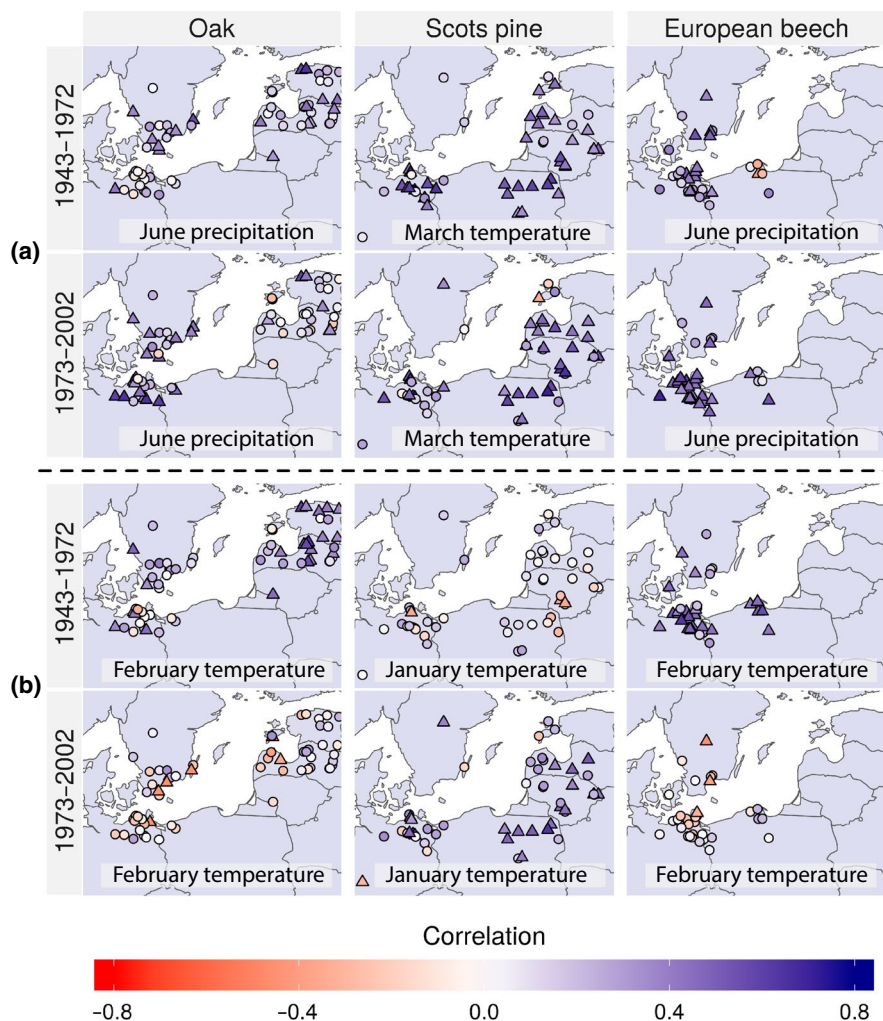 Oak Scots pine European beech
(a)
1943–1972
June precipitation March temperature June precipitation
1973–2002
June precipitation March temperature June precipitation
(b)
1943–1972
February temperature January temperature February temperature
1973–2002
February temperature January temperature February temperature
Correlation
−0.8 −0.4 0.0 0.4 0.8